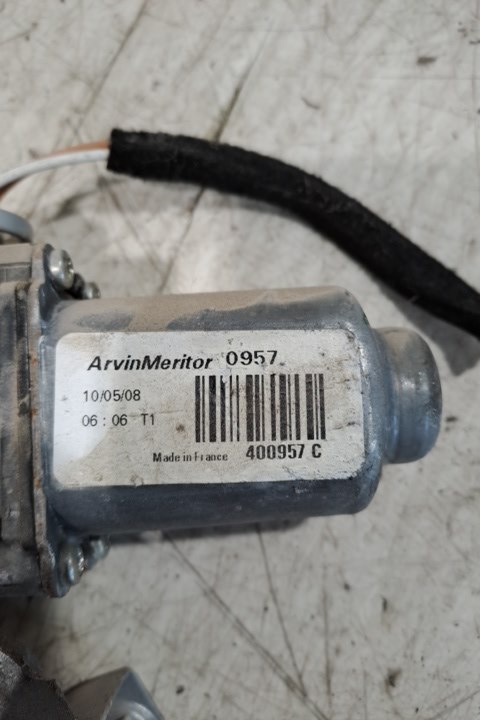 ArvinMeritor 0957
10/05/08
06 : 06 T1
Made in France 400957 C